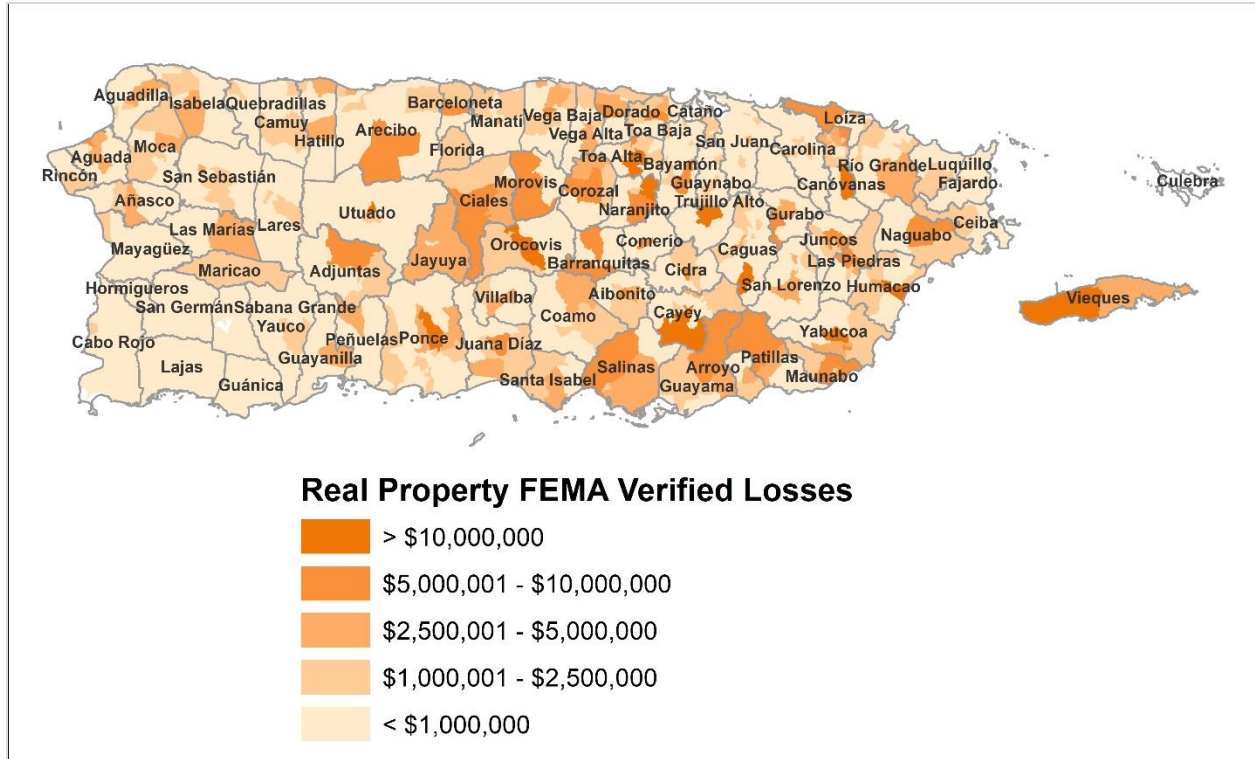 Aguadilla
Isabela
Quebradillas
Camuy
Hatillo
Arecibo
Barceloneta
Manatí
Florida
Vega Baja
Vega Alta
Dorado
Toa Baja
Cataño
Toa Alta
Bayamón
San Juan
Carolina
Loíza
Río Grande
Luquillo
Fajardo
Culebra
Aguada
Rincón
Moca
San Sebastián
Añasco
Las Marías
Lares
Utuado
Ciales
Morovis
Corozal
Naranjito
Guaynabo
Trujillo Alto
Canóvanas
Gurabo
Ceiba
Naguabo
Mayagüez
Maricao
Adjuntas
Jayuya
Orocovis
Barranquitas
Comerío
Cidra
Caguas
Juncos
Las Piedras
San Lorenzo
Humacao
Vieques
Hormigueros
San Germán
Sabana Grande
Yauco
Guayanilla
Peñuelas
Ponce
Villalba
Juana Díaz
Coamo
Aibonito
Cayey
Yabucoa
Cabo Rojo
Lajas
Guánica
Santa Isabel
Salinas
Guayama
Arroyo
Patillas
Maunabo
Real Property FEMA Verified Losses
> $10,000,000
$5,000,001 - $10,000,000
$2,500,001 - $5,000,000
$1,000,001 - $2,500,000
< $1,000,000